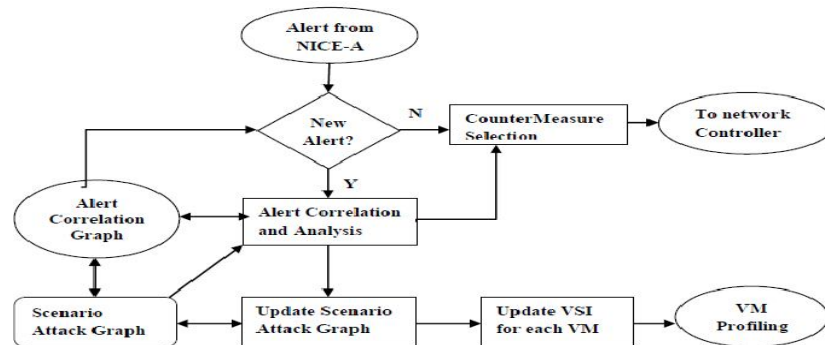 Alert from
NICE-A
New
Alert?
N
CounterMeasure
Selection
To network
Controller
Y
Alert
Correlation
Graph
Alert Correlation
and Analysis
Scenario
Attack Graph
Update Scenario
Attack Graph
Update VSI
for each VM
VM
Profiling